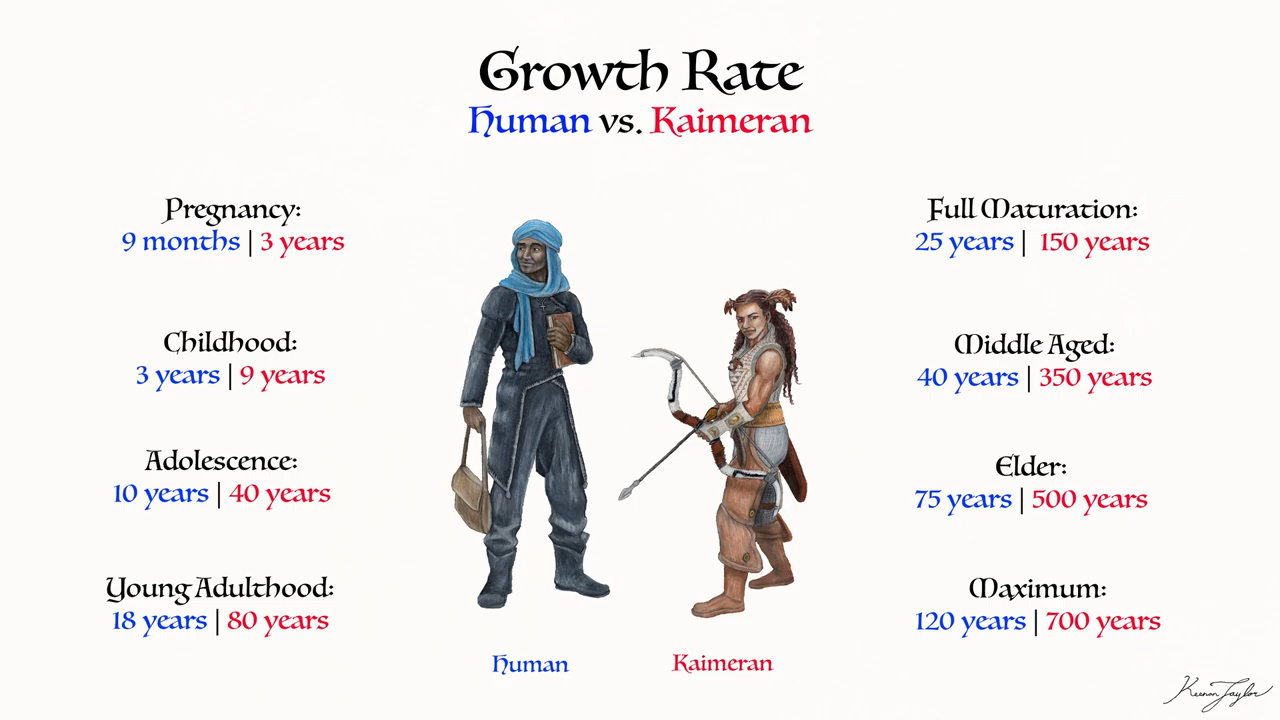 Growth Rate
Human vs. Kaimeran
Pregnancy:
9 months | 3 years
Childhood:
3 years | 9 years
Adolescence:
10 years | 40 years
Young Adulthood:
18 years | 80 years
Full Maturation:
25 years | 150 years
Middle Aged:
40 years | 350 years
Elder:
75 years | 500 years
Maximum:
120 years | 700 years
Human
Kaimeran
Keenan Taylor